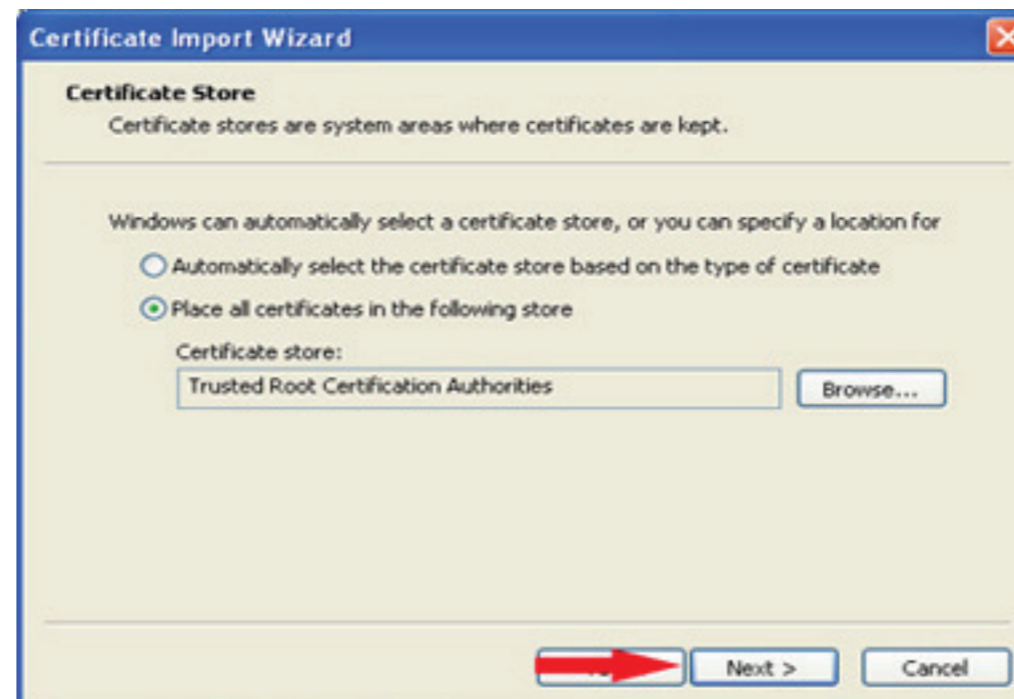 Certificate Import Wizard
Certificate Store
Certificate stores are system areas where certificates are kept.
Windows can automatically select a certificate store, or you can specify a location for
Automatically select the certificate store based on the type of certificate
Place all certificates in the following store
Certificate store:
Trusted Root Certification Authorities
Browse...
Next >
Cancel